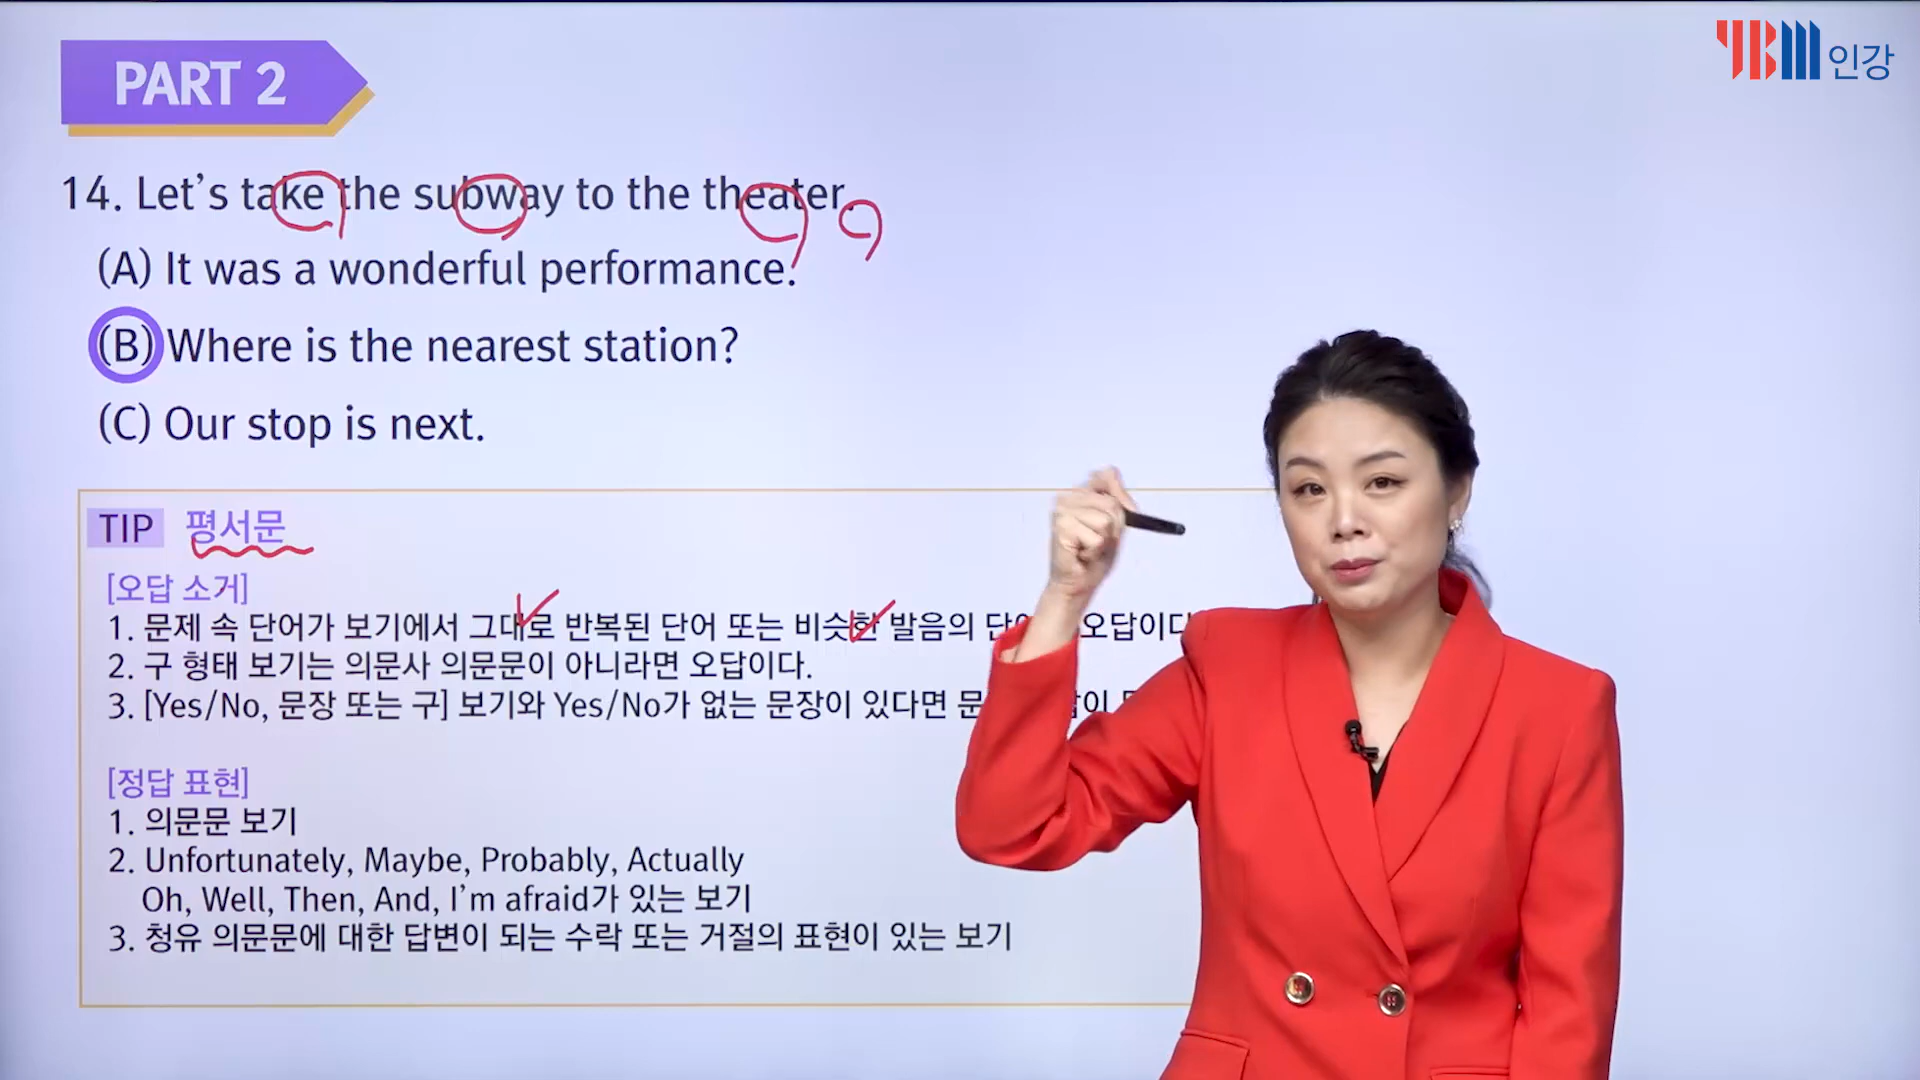 YBM 인강
PART 2
14. Let's take the subway to the theater.
(A) It was a wonderful performance.
(B) Where is the nearest station?
(C) Our stop is next.
TIP 평서문
[오답 소거]
1. 문제 속 단어가 보기에서 그대로 반복된 단어 또는 비슷한 발음의 오답이다
2. 구 형태 보기는 의문사 의문문이 아니라면 오답이다.
3. [Yes/No, 문장 또는 구] 보기와 Yes/No가 없는 문장이 있다면
[정답 표현]
1. 의문문 보기
2. Unfortunately, Maybe, Probably, Actually
Oh, Well, Then, And, I'm afraid가 있는 보기
3. 청유 의문문에 대한 답변이 되는 수락 또는 거절의 표현이 있는 보기